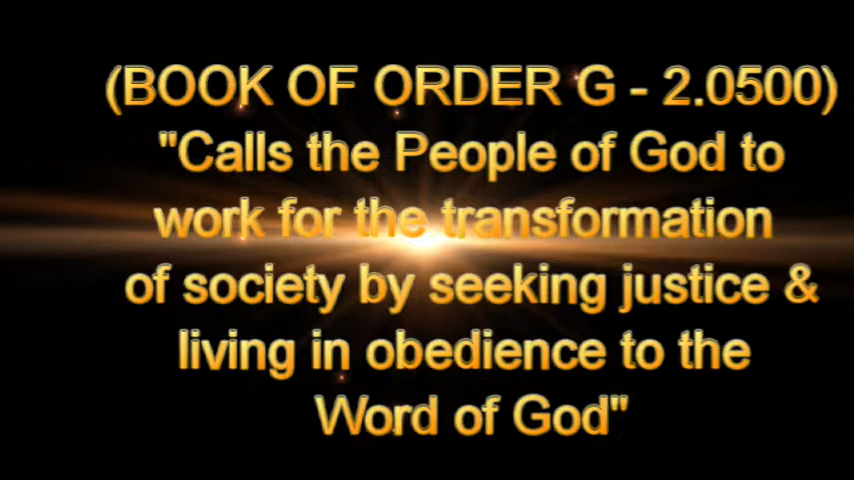 (BOOK OF ORDER G - 2.0500)
"Calls the People of God to
work for the transformation
of society by seeking justice &
living in obedience to the
Word of God"